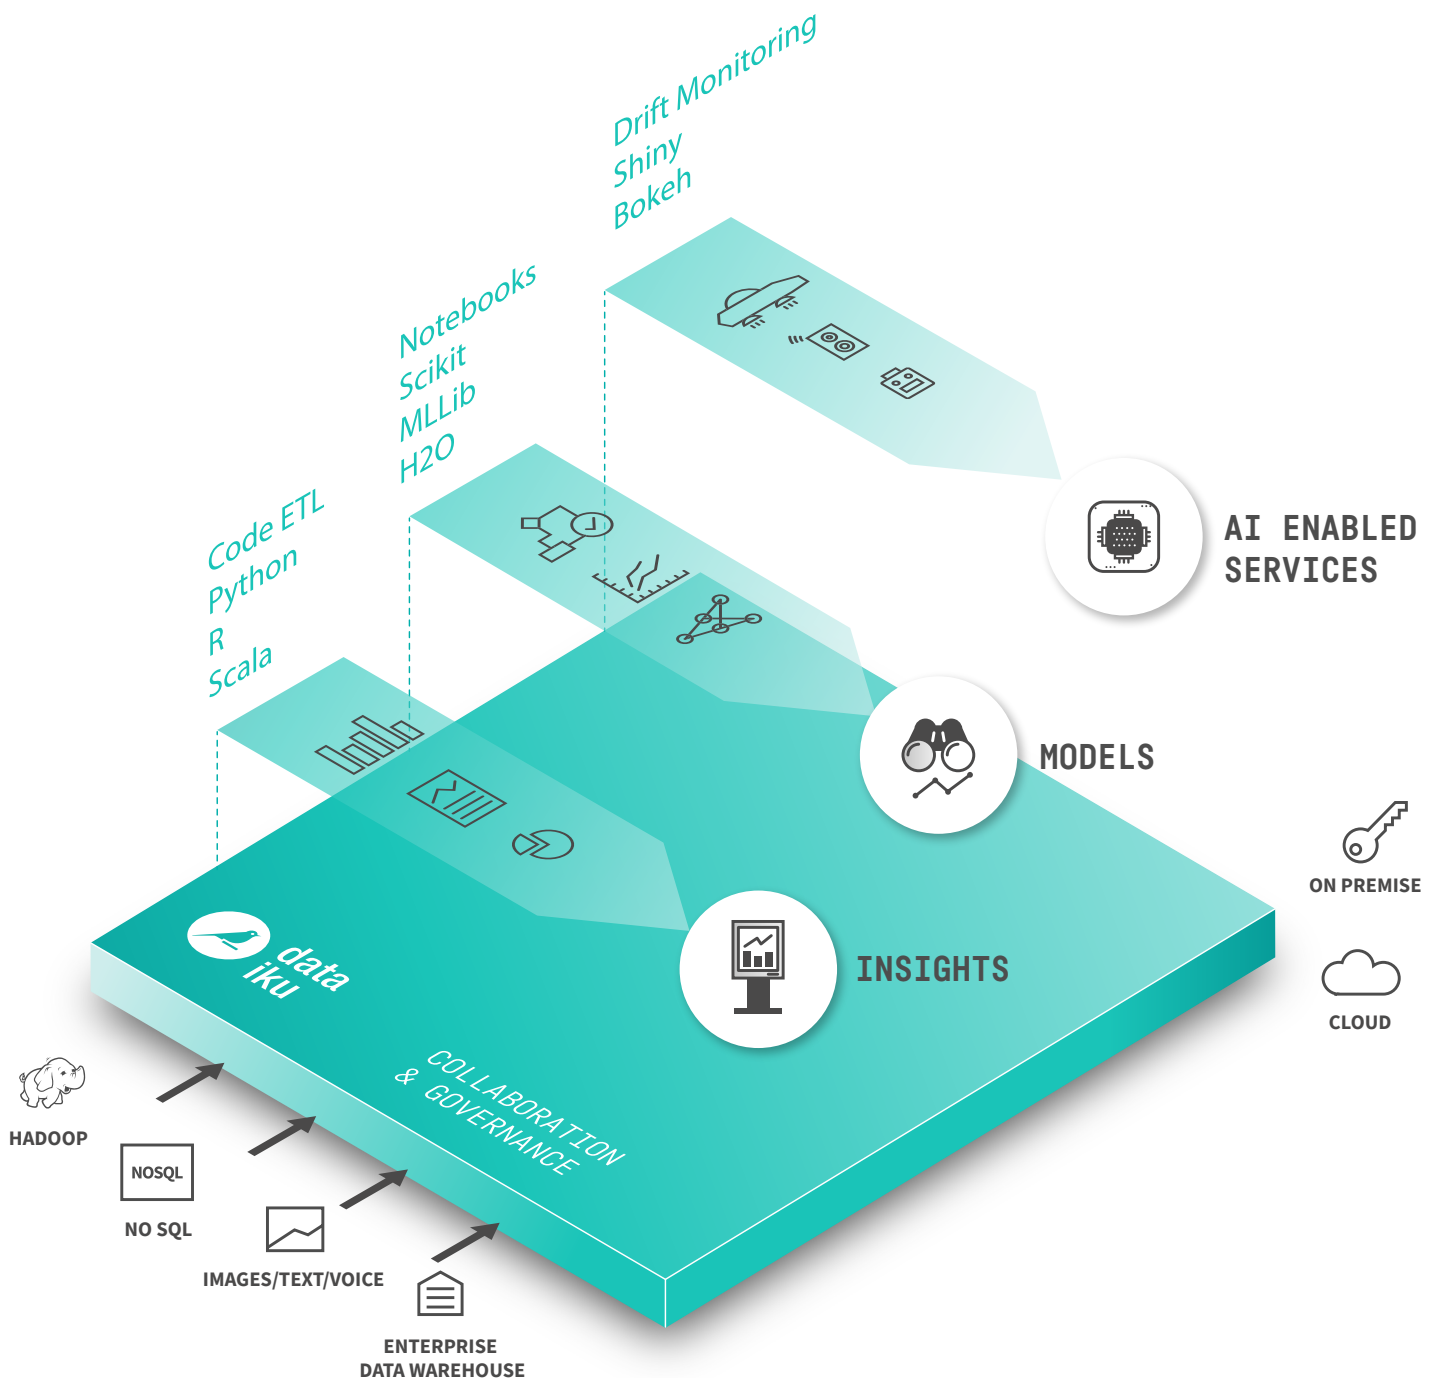 Drift Monitoring
Shiny
Bokeh
Notebooks
Scikit
MLLib
H2O
Code ETL
Python
R
Scala
AI ENABLED
SERVICES
MODELS
INSIGHTS
ON PREMISE
CLOUD
data
iku
COLLABORATION
& GOVERNANCE
HADOOP
NOSQL
NO SQL
IMAGES/TEXT/VOICE
ENTERPRISE
DATA WAREHOUSE